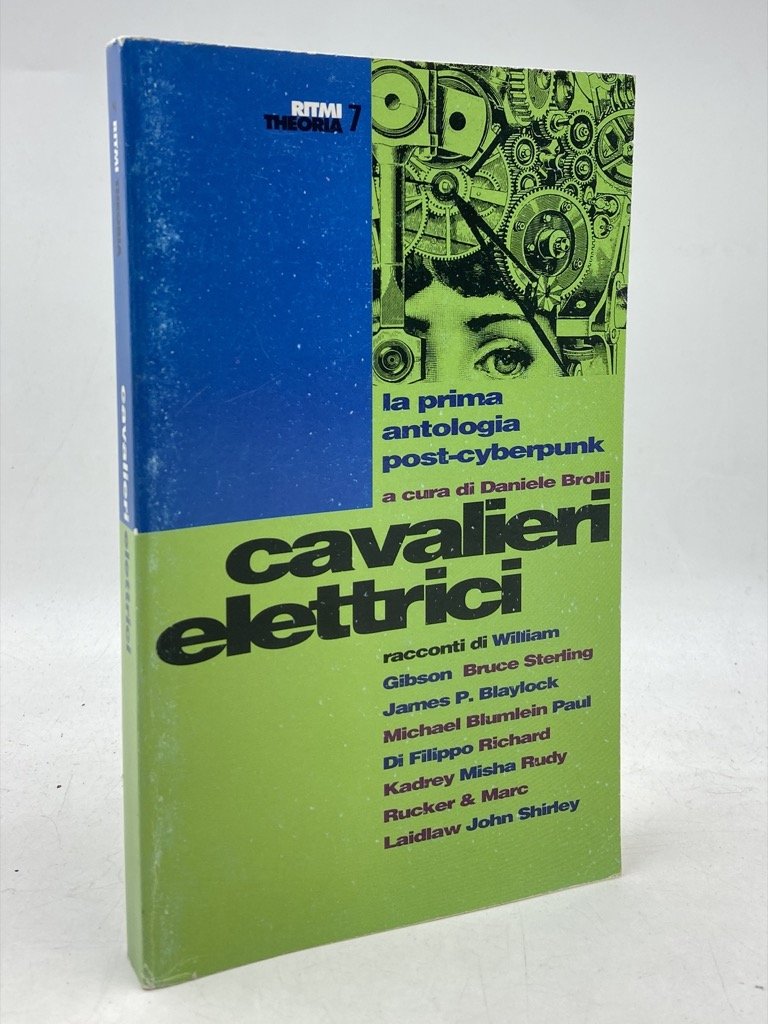 RITMI
THEORIA 7
la prima
antologia
post-cyberpunk
a cura di Daniele Brolli
cavalieri
elettrici
racconti di William
Gibson Bruce Sterling
James P. Blaylock
Michael Blumlein Paul
Di Filippo Richard
Kadrey Misha Rudy
Rucker & Marc
Laidlaw John Shirley
7 RITMI THEORIA
cavalieri elettrici